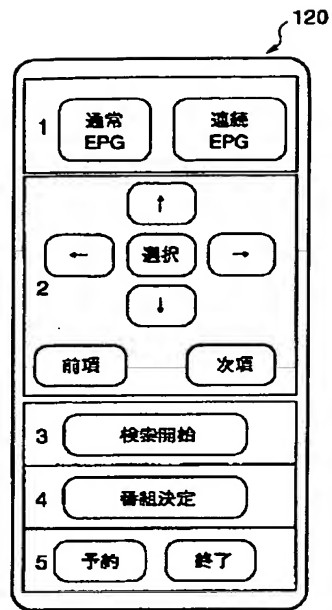 120
1
通常
EPG
連続
EPG
↑
← 選択 →
2
↓
前項 次項
3 検索開始
4 番組決定
5 予約 終了